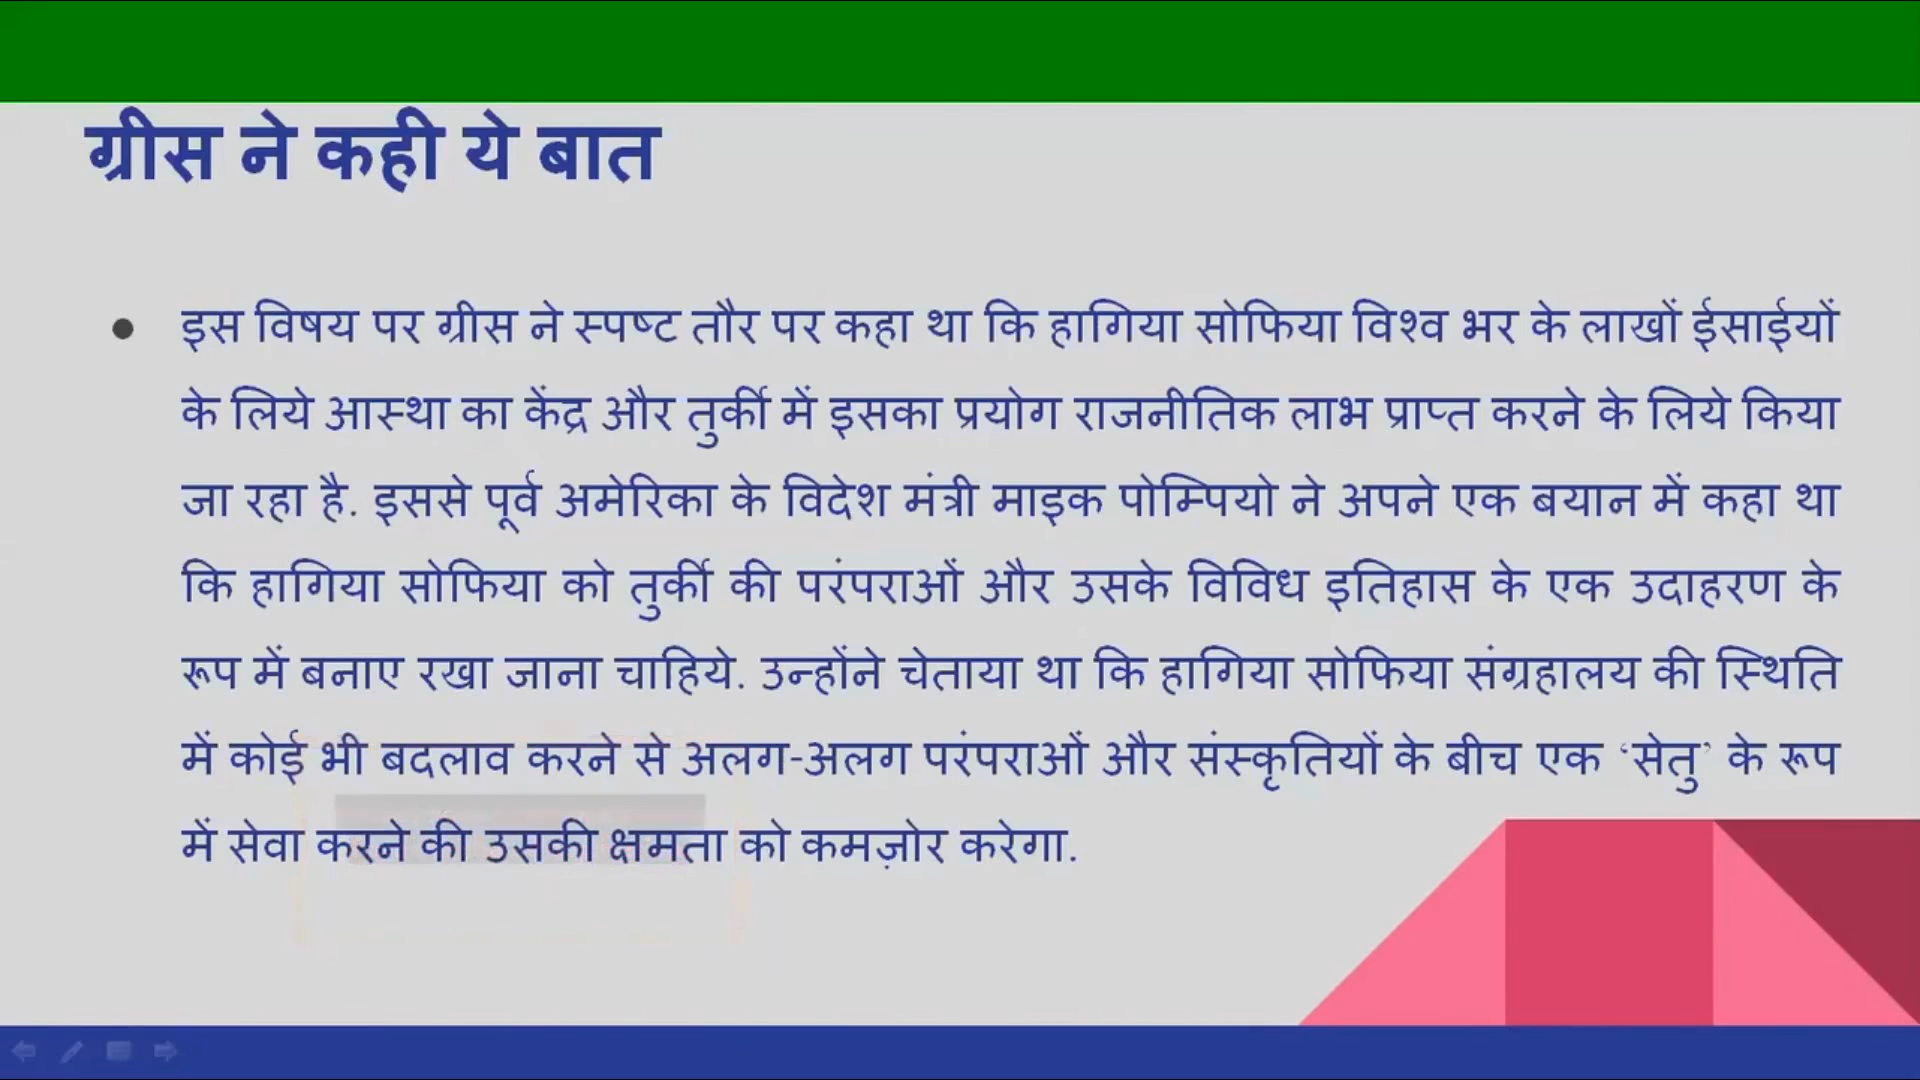 ग्रीस ने कही ये बात
इस विषय पर ग्रीस ने स्पष्ट तौर पर कहा था कि हागिया सोफिया विश्व भर के लाखों ईसाईयों
के लिये आस्था का केंद्र और तुर्की में इसका प्रयोग राजनीतिक लाभ प्राप्त करने के लिये किया
जा रहा है. इससे पूर्व अमेरिका के विदेश मंत्री माइक पोम्पियो ने अपने एक बयान में कहा था
कि हागिया सोफिया को तुर्की की परंपराओं और उसके विविध इतिहास के एक उदाहरण के
रूप में बनाए रखा जाना चाहिये. उन्होंने चेताया था कि हागिया सोफिया संग्रहालय की स्थिति
में कोई भी बदलाव करने से अलग-अलग परंपराओं और संस्कृतियों के बीच एक ‘सेतु’ के रूप
में सेवा करने की उसकी क्षमता को कमज़ोर करेगा.